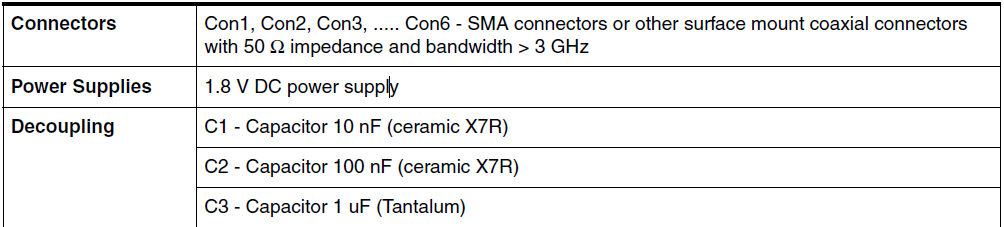 Connectors
Con1, Con2, Con3, ..... Con6 - SMA connectors or other surface mount coaxial connectors
with 50 Ω impedance and bandwidth > 3 GHz
Power Supplies
1.8 V DC power supply
Decoupling
C1 - Capacitor 10 nF (ceramic X7R)
C2 - Capacitor 100 nF (ceramic X7R)
C3 - Capacitor 1 uF (Tantalum)